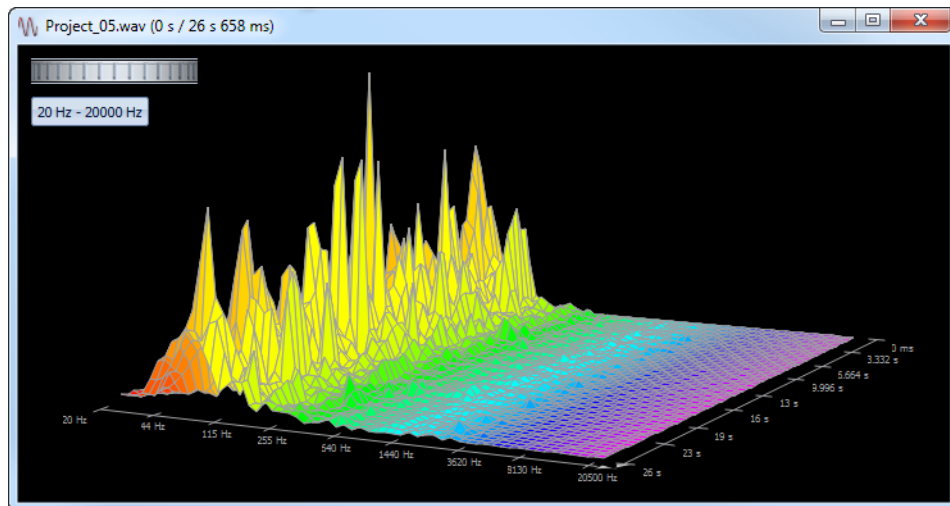 Project_05.wav (0 s / 26 s 658 ms)
20 Hz - 20000 Hz
0 ms
3.332 s
6.664 s
9.996 s
13 s
16 s
19 s
23 s
26 s
20 Hz
44 Hz
115 Hz
255 Hz
540 Hz
1440 Hz
3620 Hz
8130 Hz
20500 Hz